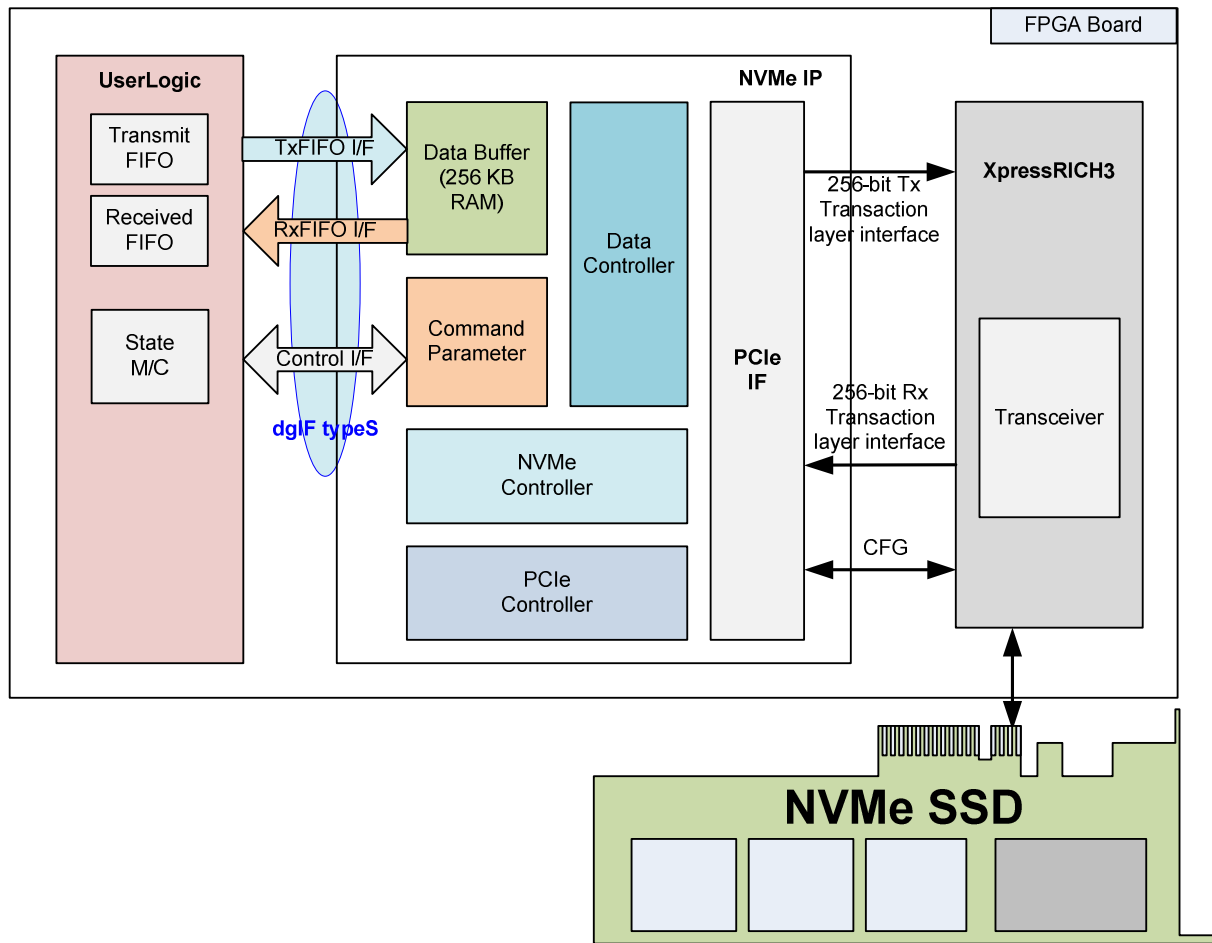 FPGA Board
UserLogic
Transmit
FIFO
Received
FIFO
State
M/C
TxFIFO I/F
RxFIFO I/F
Control I/F
dgIF typeS
NVMe IP
Data Buffer
(256 KB
RAM)
Data
Controller
Command
Parameter
NVMe
Controller
PCIe
Controller
PCIe
IF
256-bit Tx
Transaction
layer interface
256-bit Rx
Transaction
layer interface
CFG
XpressRICH3
Transceiver
NVMe SSD